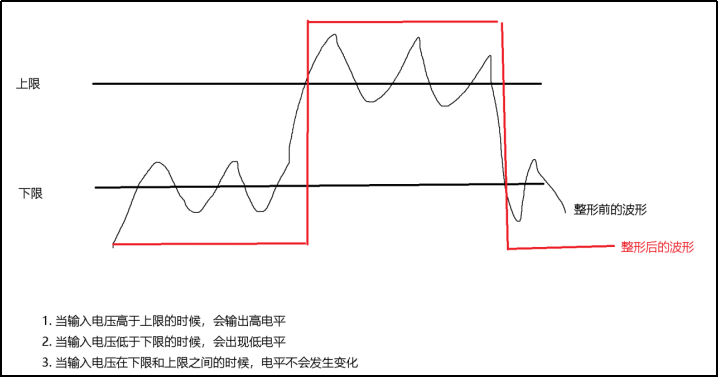 上限
下限
整形前的波形
整形后的波形
1. 当输入电压高于上限的时候，会输出高电平
2. 当输入电压低于下限的时候，会出现低电平
3. 当输入电压在下限和上限之间的时候，电平不会发生变化